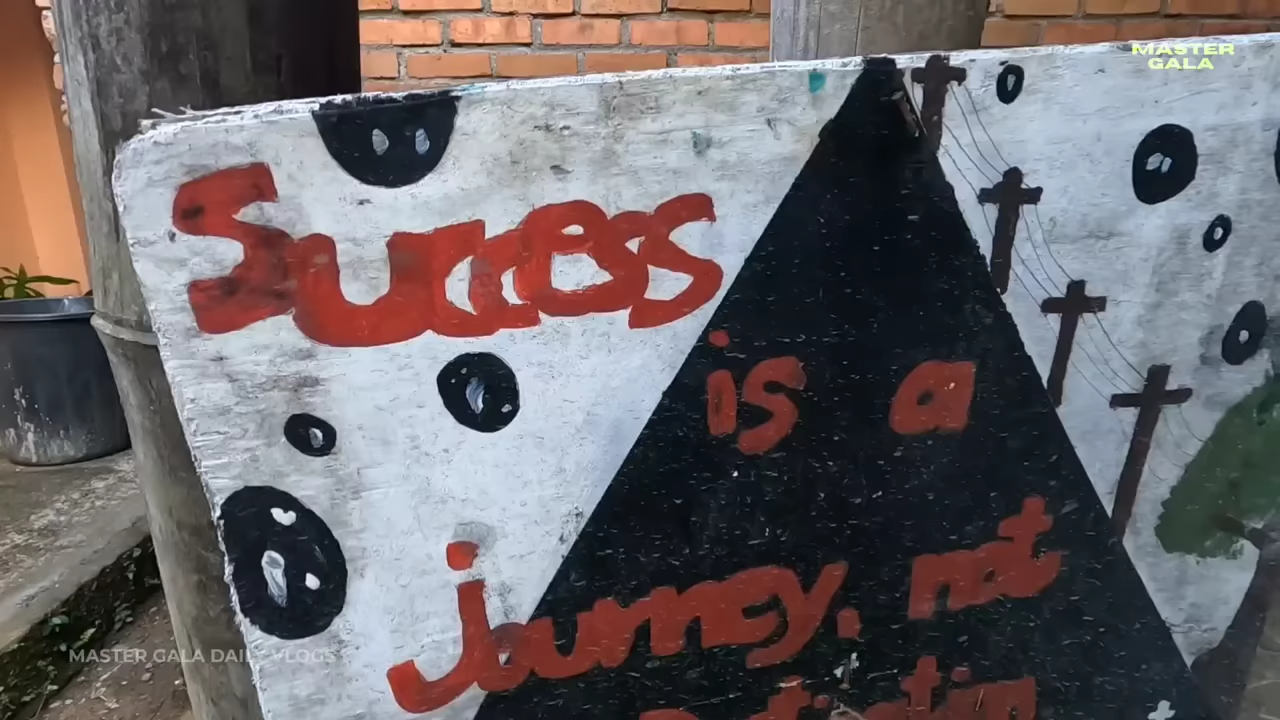 MASTER
GALA
Success
is a
journey, not
MASTER GALA DAILY VLOGS